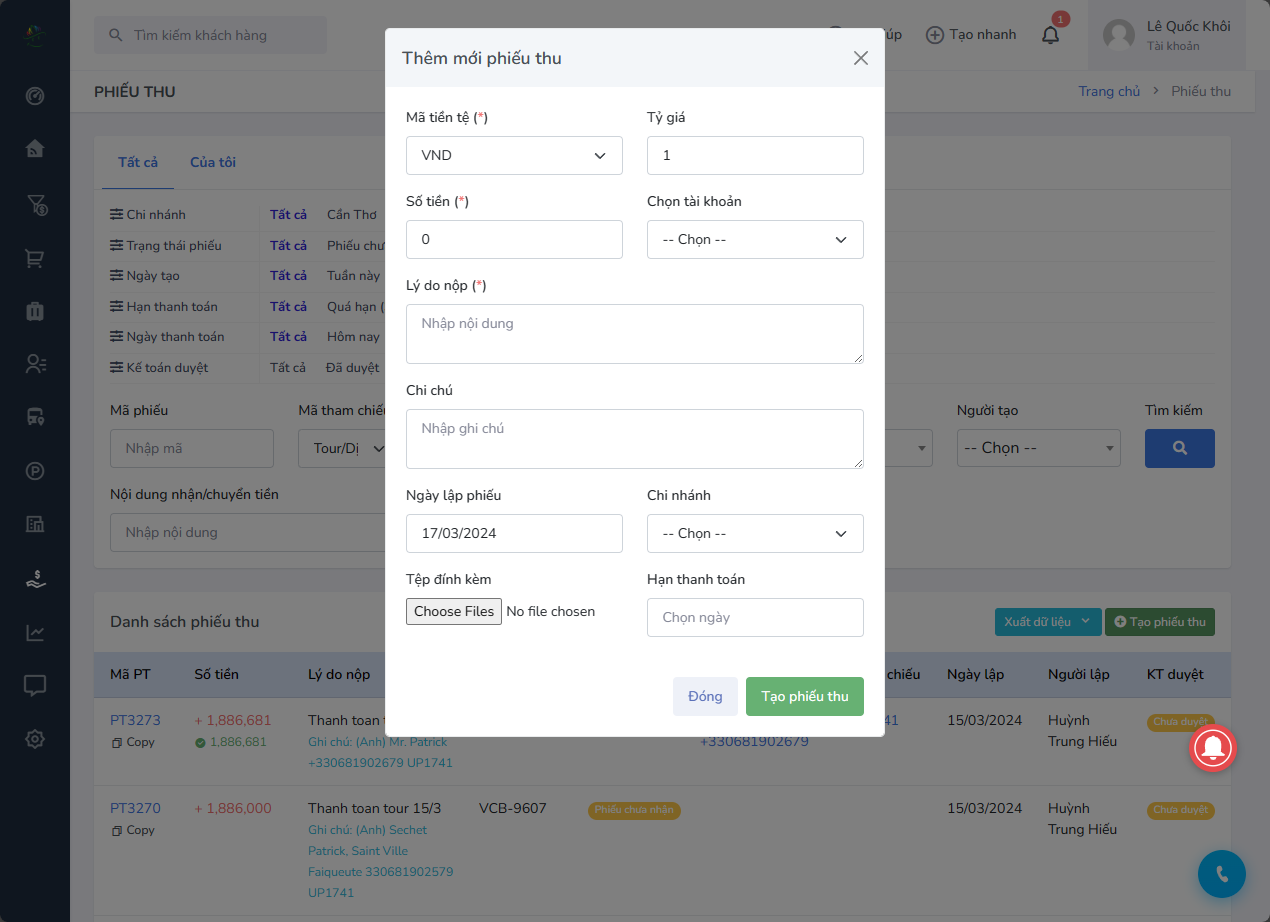 Tìm kiếm khách hàng
Tạo nhanh
1
Lê Quốc Khôi
Tài khoản
PHIẾU THU
Trang chủ > Phiếu thu
Tất cả Của tôi
Chi nhánh Tất cả Cần Thơ
Trạng thái phiếu Tất cả Phiếu
Ngày tạo Tất cả Tuần này
Hạn thanh toán Tất cả Quá hạn (
Ngày thanh toán Tất cả Hôm nay
Kế toán duyệt Tất cả Đã duyệt
Mã phiếu
Nhập mã
Mã tham
Tour/Dị
Người tạo
-- Chọn --
Tìm kiếm
Nội dung nhận/chuyển tiền
Nhập nội dung
Thêm mới phiếu thu
Mã tiền tệ (*)
VND
Tỷ giá
1
Số tiền (*)
0
Chọn tài khoản
-- Chọn --
Lý do nộp (*)
Nhập nội dung
Chi chú
Nhập ghi chú
Ngày lập phiếu
17/03/2024
Chi nhánh
-- Chọn --
Tệp đính kèm
Choose Files No file chosen
Hạn thanh toán
Chọn ngày
Đóng
Tạo phiếu thu
Danh sách phiếu thu
Xuất dữ liệu
Tạo phiếu thu
Mã PT Số tiền Lý do nộp chiếu Ngày lập Người lập KT duyệt
PT3273 + 1,886,681 Thanh toan 41 15/03/2024 Huỳnh Chưa duyệt
Copy 1,886,681 Ghi chú: (Anh) Mr. Patrick +330681902679 Trung Hiếu
+330681902679 UP1741
PT3270 + 1,886,000 Thanh toan tour 15/3 VCB-9607 Phiếu chưa nhận 15/03/2024 Huỳnh Chưa duyệt
Copy Ghi chú: (Anh) Sechet Trung Hiếu
Patrick, Saint Ville
Faiqueute 330681902579
UP1741